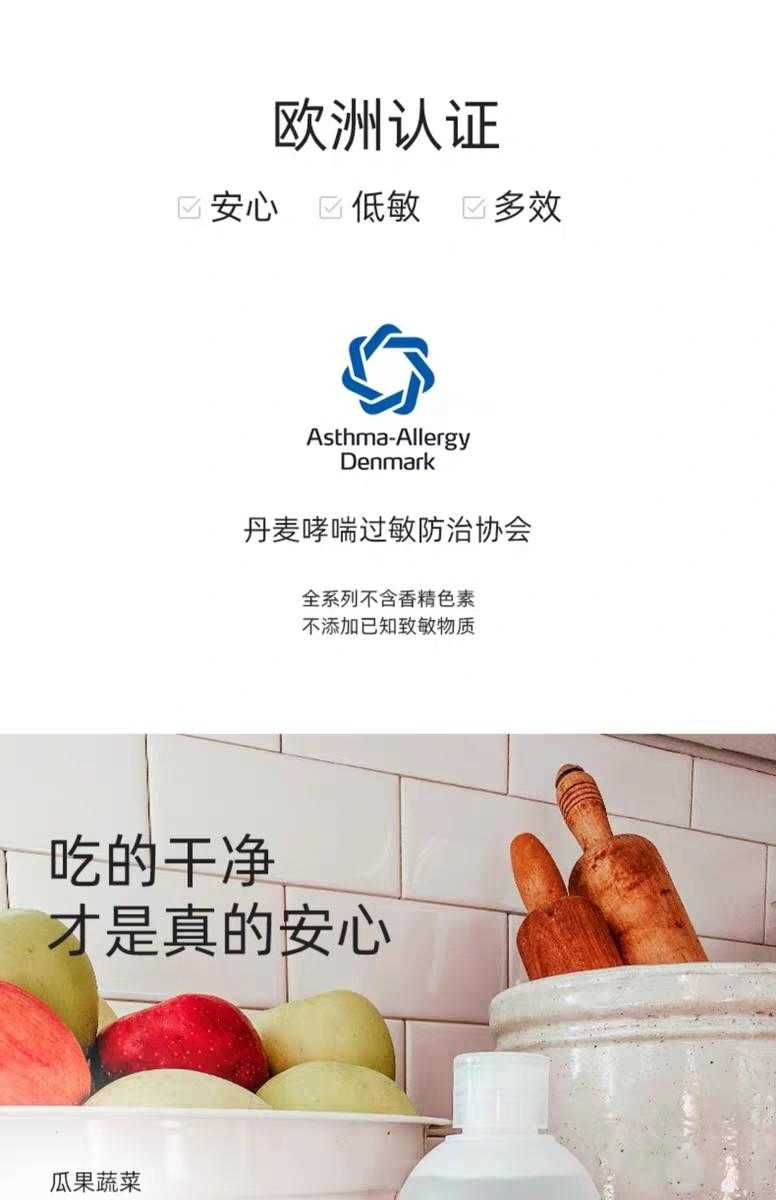 欧洲认证
安心 低敏 多效
Asthma-Allergy
Denmark
丹麦哮喘过敏防治协会
全系列不含香精色素
不添加已知致敏物质
吃的干净
才是真的安心
瓜果蔬菜